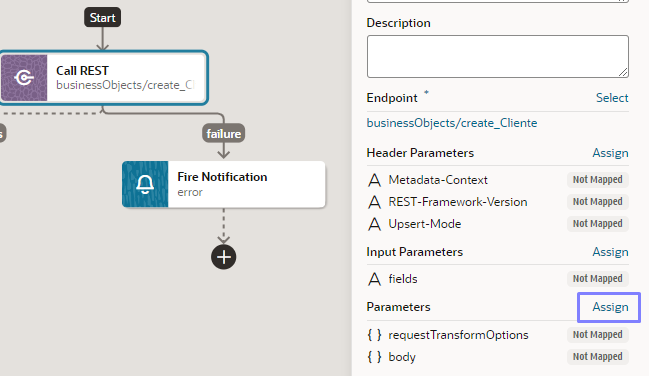 Start
Call REST
businessObjects/create_Cl
s
failure
Fire Notification
error
Description
Endpoint *
Select
businessObjects/create_Cliente
Header Parameters
Assign
Metadata-Context
Not Mapped
REST-Framework-Version
Not Mapped
Upsert-Mode
Not Mapped
Input Parameters
Assign
fields
Not Mapped
Parameters
Assign
{ } requestTransformOptions
Not Mapped
{ } body
Not Mapped